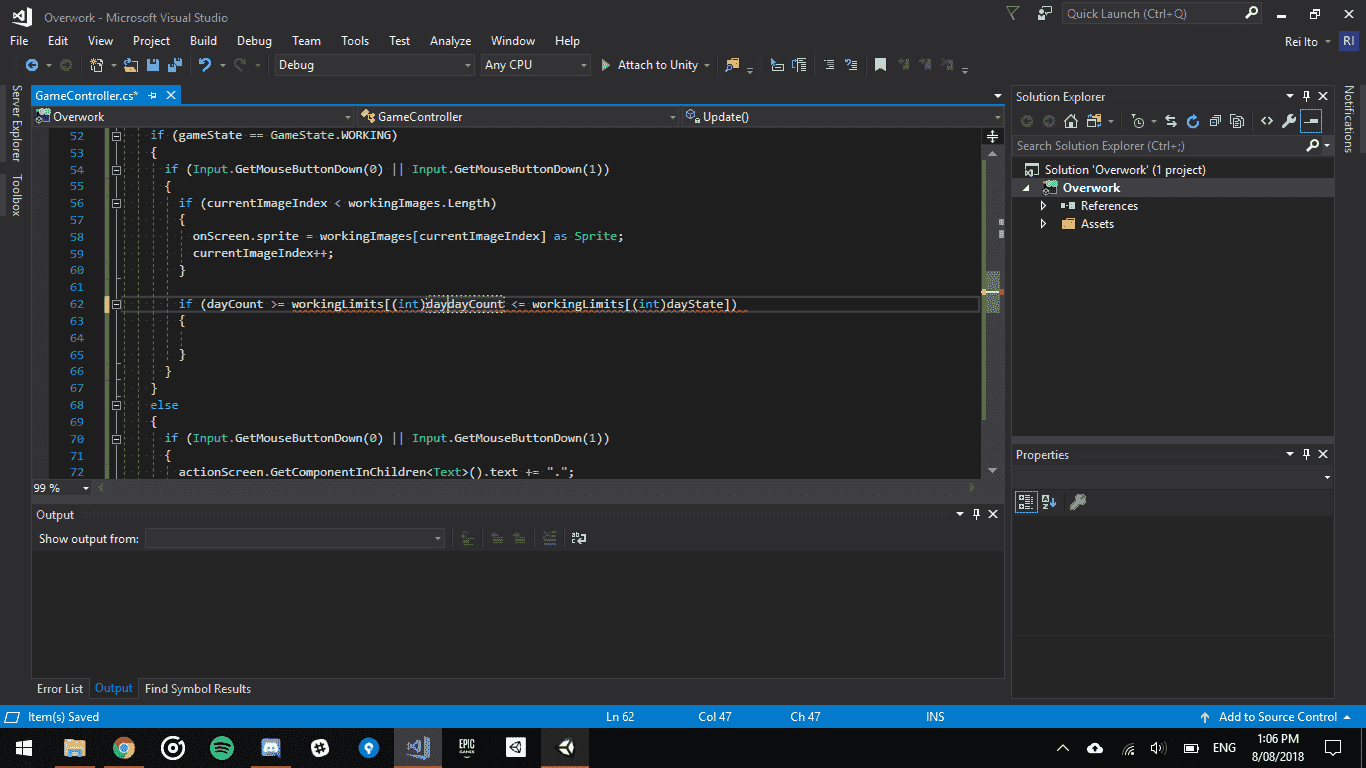 Overwork - Microsoft Visual Studio
Quick Launch (Ctrl+Q)
File Edit View Project Build Debug Team Tools Test Analyze Window Help
Rei Ito RI
Debug Any CPU Attach to Unity
Server Explorer
Toolbox
GameController.cs*
Overwork GameController Update()
52 if (gameState == GameState.WORKING)
53 {
54 if (Input.GetMouseButtonDown(0) || Input.GetMouseButtonDown(1))
55 {
56 if (currentImageIndex < workingImages.Length)
57 {
58 onScreen.sprite = workingImages[currentImageIndex] as Sprite;
59 currentImageIndex++;
60 }
61
62 if (dayCount >= workingLimits[(int)daydayCount <= workingLimits[(int)dayState])
63 {
64
65 }
66 }
67 }
68 else
69 {
70 if (Input.GetMouseButtonDown(0) || Input.GetMouseButtonDown(1))
71 {
72 actionScreen.GetComponentInChildren<Text>().text += ".";
99 %
Output
Show output from:
Error List Output Find Symbol Results
Solution Explorer
Search Solution Explorer (Ctrl+;)
Solution 'Overwork' (1 project)
Overwork
References
Assets
Properties
Notifications
Item(s) Saved Ln 62 Col 47 Ch 47 INS Add to Source Control
EPIC GAMES
ENG
1:06 PM
8/08/2018